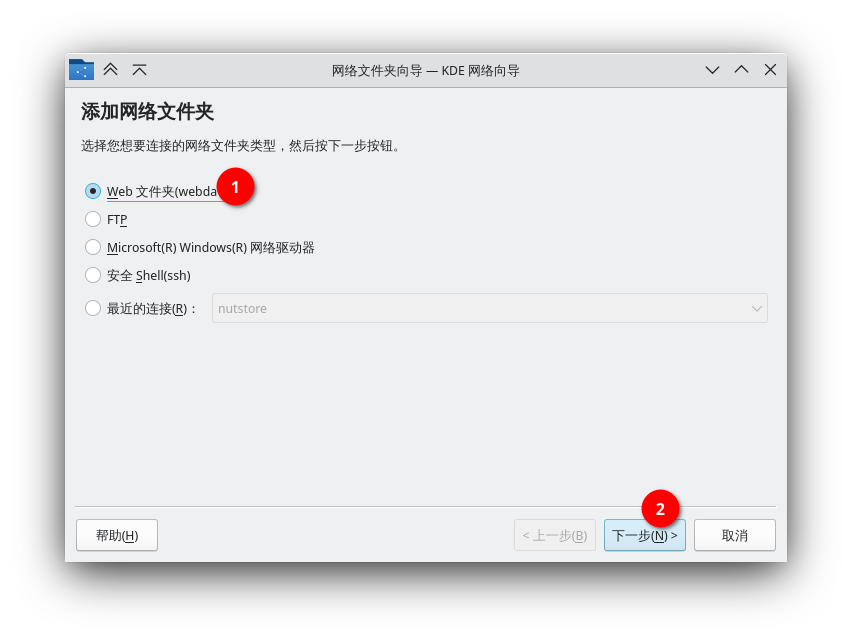 网络文件夹向导 — KDE 网络向导
添加网络文件夹
选择您想要连接的网络文件夹类型，然后按下一步按钮。
Web 文件夹(webda
1
FTP
Microsoft(R) Windows(R) 网络驱动器
安全 Shell(ssh)
最近的连接(R)： nutstore
2
帮助(H) < 上一步(B) 下一步(N) > 取消